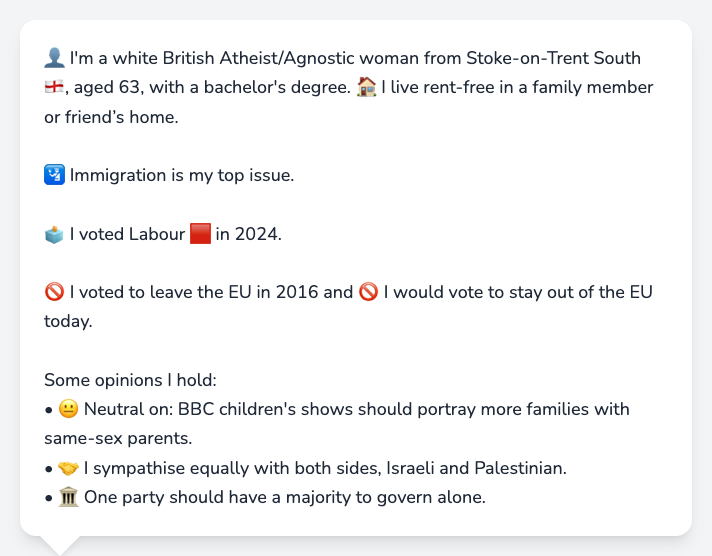 👤 I'm a white British Atheist/Agnostic woman from Stoke-on-Trent South
🏴󠁧󠁢󠁥󠁮󠁧󠁿, aged 63, with a bachelor's degree. 🏠 I live rent-free in a family member
or friend’s home.
🛂 Immigration is my top issue.
🗳️ I voted Labour 🟥 in 2024.
🚫 I voted to leave the EU in 2016 and 🚫 I would vote to stay out of the EU
today.
Some opinions I hold:
• 😐 Neutral on: BBC children's shows should portray more families with
same-sex parents.
• 🤝 I sympathise equally with both sides, Israeli and Palestinian.
• 🏛️ One party should have a majority to govern alone.